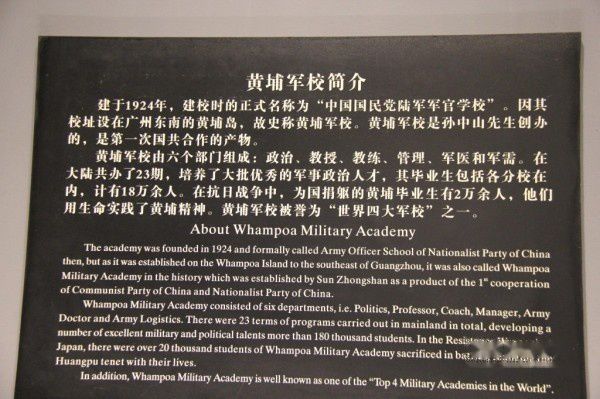 黄埔军校简介
建于1924年，建校时的正式名称为“中国国民党陆军军官学校”。因其
校址设在广州东南的黄埔岛，故史称黄埔军校。黄埔军校是孙中山先生创办
的，是第一次国共合作的产物。
黄埔军校由六个部门组成：政治、教授、教练、管理、军医和军需。在
大陆共办了23期，培养了大批优秀的军事政治人才，其毕业生包括各分校在
内，计有18万余人。在抗日战争中，为国捐躯的黄埔毕业生有2万余人，他们
用生命实践了黄埔精神。黄埔军校被誉为“世界四大军校”之一。
About Whampoa Military Academy
The academy was founded in 1924 and formally called Army Officer School of Nationalist Party of China
then, but as it was established on the Whampoa Island to the southeast of Guangzhou, it was also called Whampoa
Military Academy in the history which was established by Sun Zhongshan as a product of the 1st cooperation
of Communist Party of China and Nationalist Party of China.
Whampoa Military Academy consisted of six departments, i.e. Politics, Professor, Coach, Manager, Army
Doctor and Army Logistics. There were 23 terms of programs carried out in mainland in total, developing a
number of excellent military and political talents more than 180 thousand students. In the Resistance
Japan, there were over 20 thousand students of Whampoa Military Academy sacrificed in
Huangpu tenet with their lives.
In addition, Whampoa Military Academy is well known as one of the “Top 4 Military Academies in the World”.